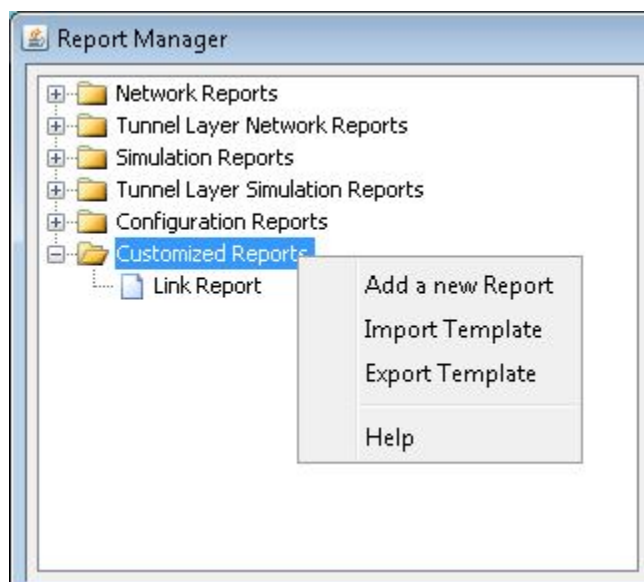 Report Manager
Network Reports
Tunnel Layer Network Reports
Simulation Reports
Tunnel Layer Simulation Reports
Configuration Reports
Customized Reports
Link Report
Add a new Report
Import Template
Export Template
Help